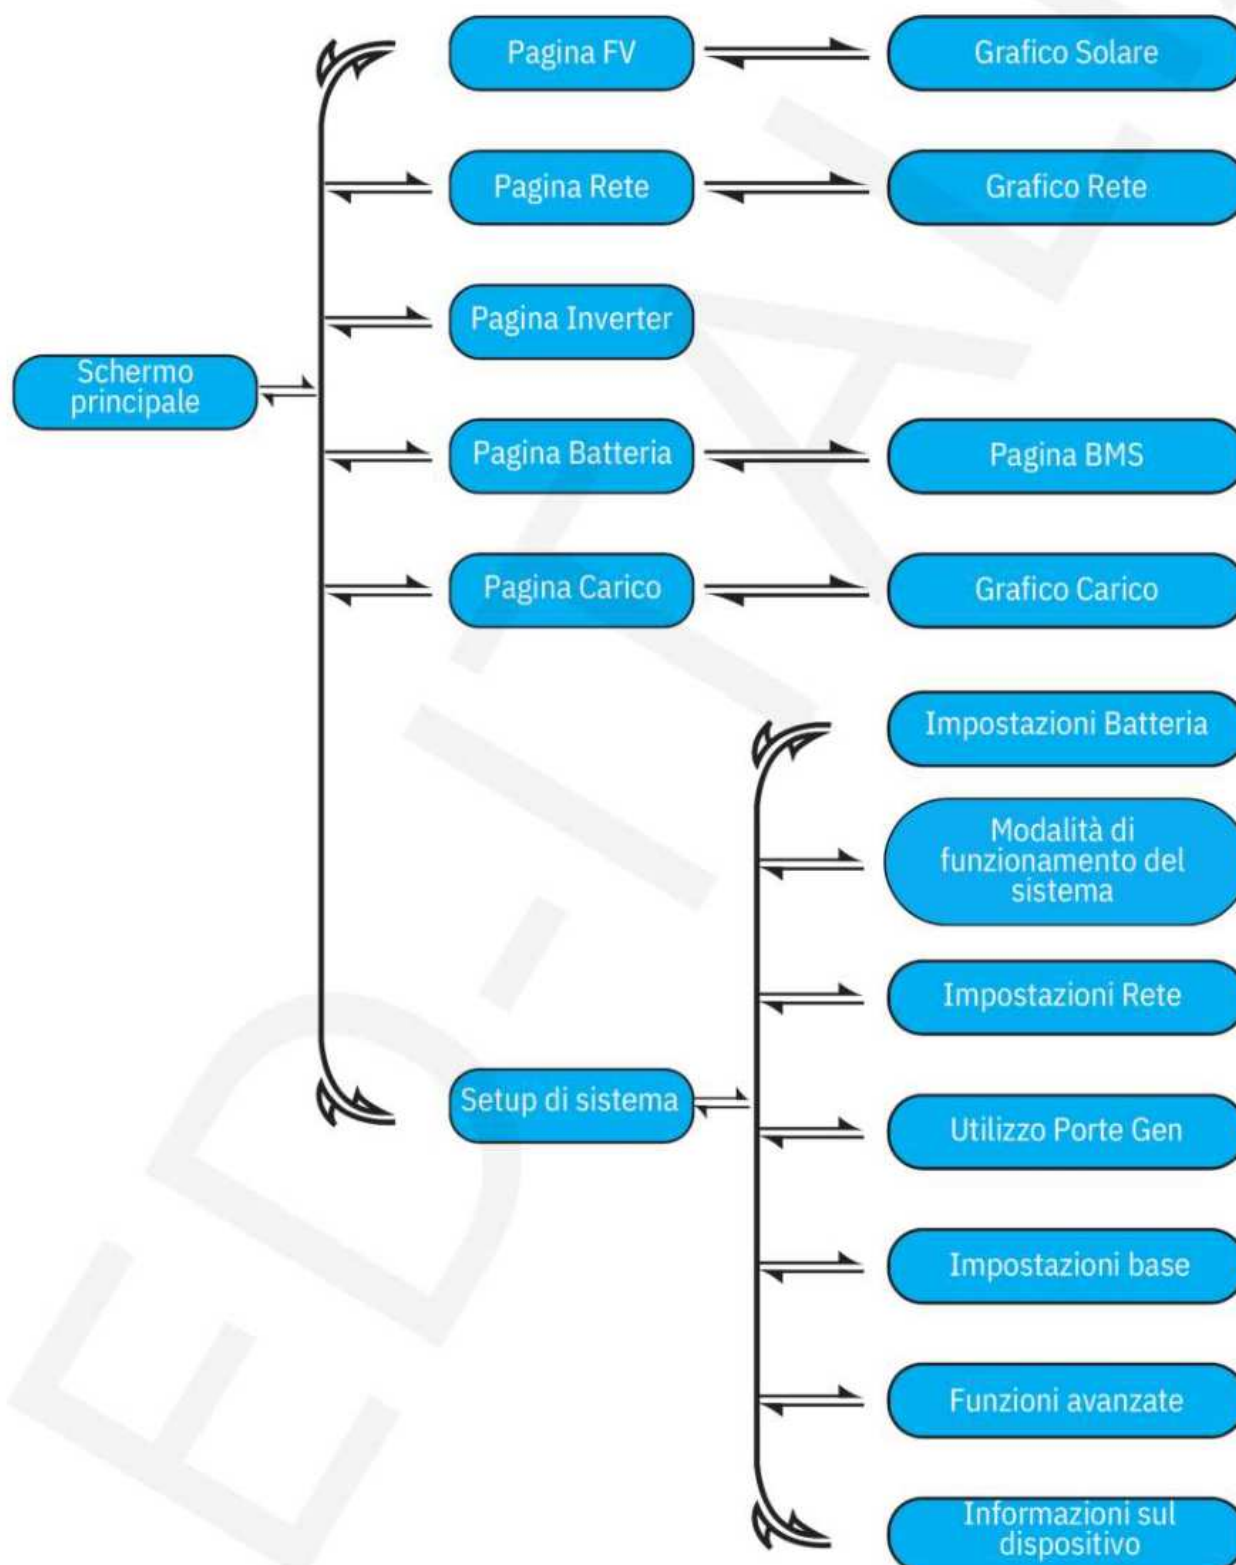 Pagina FV
Grafico Solare
Pagina Rete
Grafico Rete
Pagina Inverter
Schermo
principale
Pagina Batteria
Pagina BMS
Pagina Carico
Grafico Carico
Impostazioni Batteria
Modalità di
funzionamento del
sistema
Impostazioni Rete
Setup di sistema
Utilizzo Porte Gen
Impostazioni base
Funzioni avanzate
Informazioni sul
dispositivo
ED-ITAL